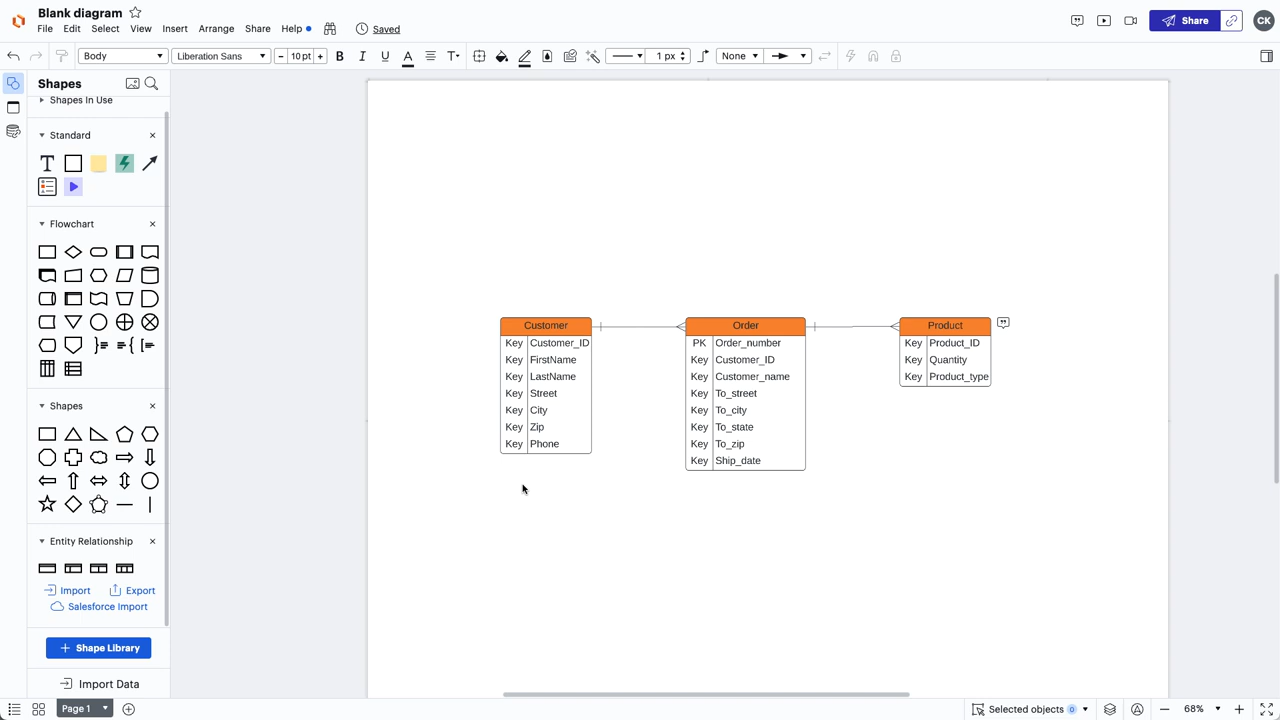 Blank diagram
File Edit Select View Insert Arrange Share Help Saved
Share CK
Body Liberation Sans - 10 pt + B I U A T 1 px None
Shapes
Shapes In Use
Standard
T
Flowchart
Shapes
Entity Relationship
Import Export
Salesforce Import
+ Shape Library
Import Data
Customer
Key Customer_ID
Key FirstName
Key LastName
Key Street
Key City
Key Zip
Key Phone
Order
PK Order_number
Key Customer_ID
Key Customer_name
Key To_street
Key To_city
Key To_state
Key To_zip
Key Ship_date
Product
Key Product_ID
Key Quantity
Key Product_type
Page 1 Selected objects 0 68%